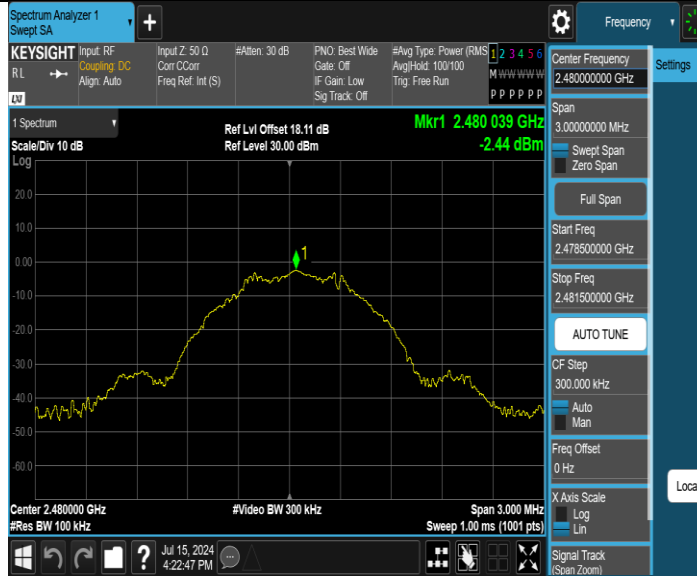 Spectrum Analyzer 1
Swept SA
+
Frequency
KEYSIGHT
RL
LXI
Input: RF
Coupling: DC
Align: Auto
Input Z: 50 Ω
Corr CCorr
Freq Ref: Int (S)
#Atten: 30 dB
PNO: Best Wide
Gate: Off
IF Gain: Low
Sig Track: Off
#Avg Type: Power (RMS
Avg|Hold: 100/100
Trig: Free Run
1 2 3 4 5 6
M W W W W W
P P P P P P
1 Spectrum
Scale/Div 10 dB
Ref Lvl Offset 18.11 dB
Ref Level 30.00 dBm
Mkr1 2.480 039 GHz
-2.44 dBm
Log
20.0
10.0
0.00
-10.0
-20.0
-30.0
-40.0
-50.0
-60.0
1
Center 2.480000 GHz
#Res BW 100 kHz
#Video BW 300 kHz
Span 3.000 MHz
Sweep 1.00 ms (1001 pts)
Center Frequency
2.480000000 GHz
Span
3.00000000 MHz
Swept Span
Zero Span
Full Span
Start Freq
2.478500000 GHz
Stop Freq
2.481500000 GHz
AUTO TUNE
CF Step
300.000 kHz
Auto
Man
Freq Offset
0 Hz
X Axis Scale
Log
Lin
Signal Track
(Span Zoom)
Settings
Loca
?
Jul 15, 2024
4:22:47 PM